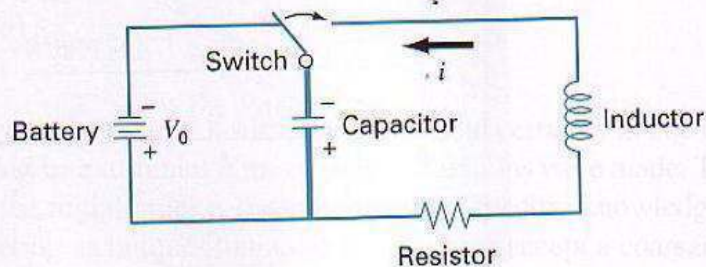 Switch
i
−
−
Battery
V₀
Capacitor
Inductor
+
+
Resistor